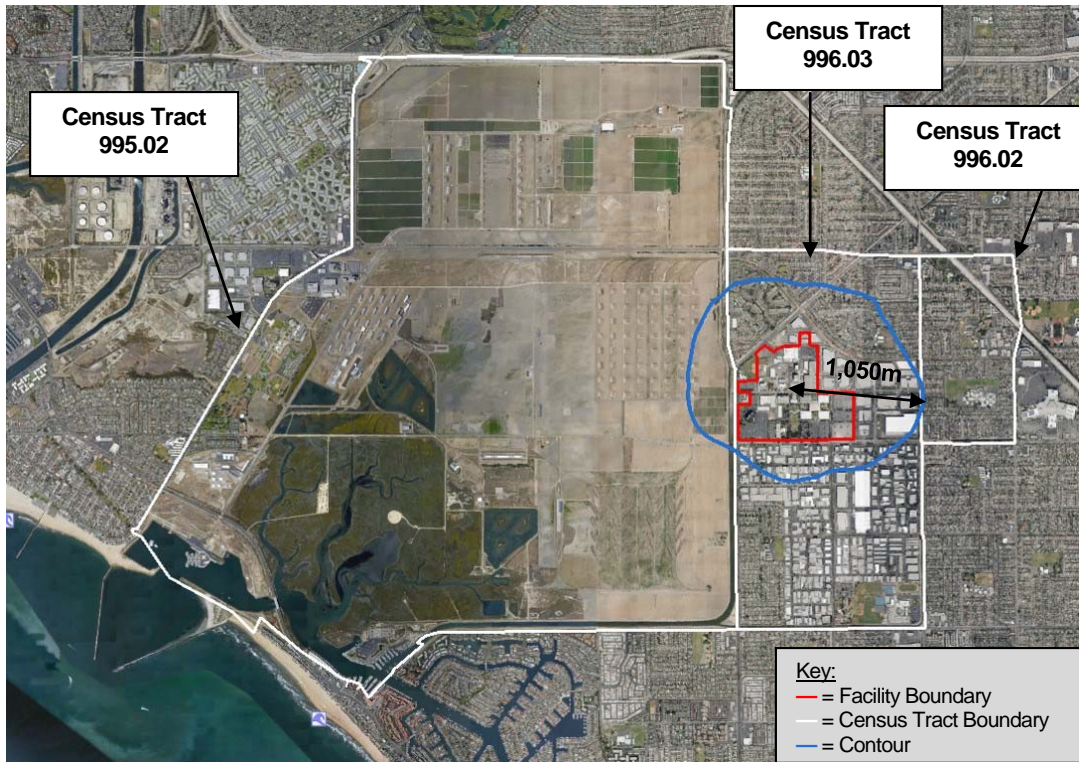 Census Tract
996.03
Census Tract
995.02
Census Tract
996.02
1,050m
Key:
= Facility Boundary
= Census Tract Boundary
= Contour